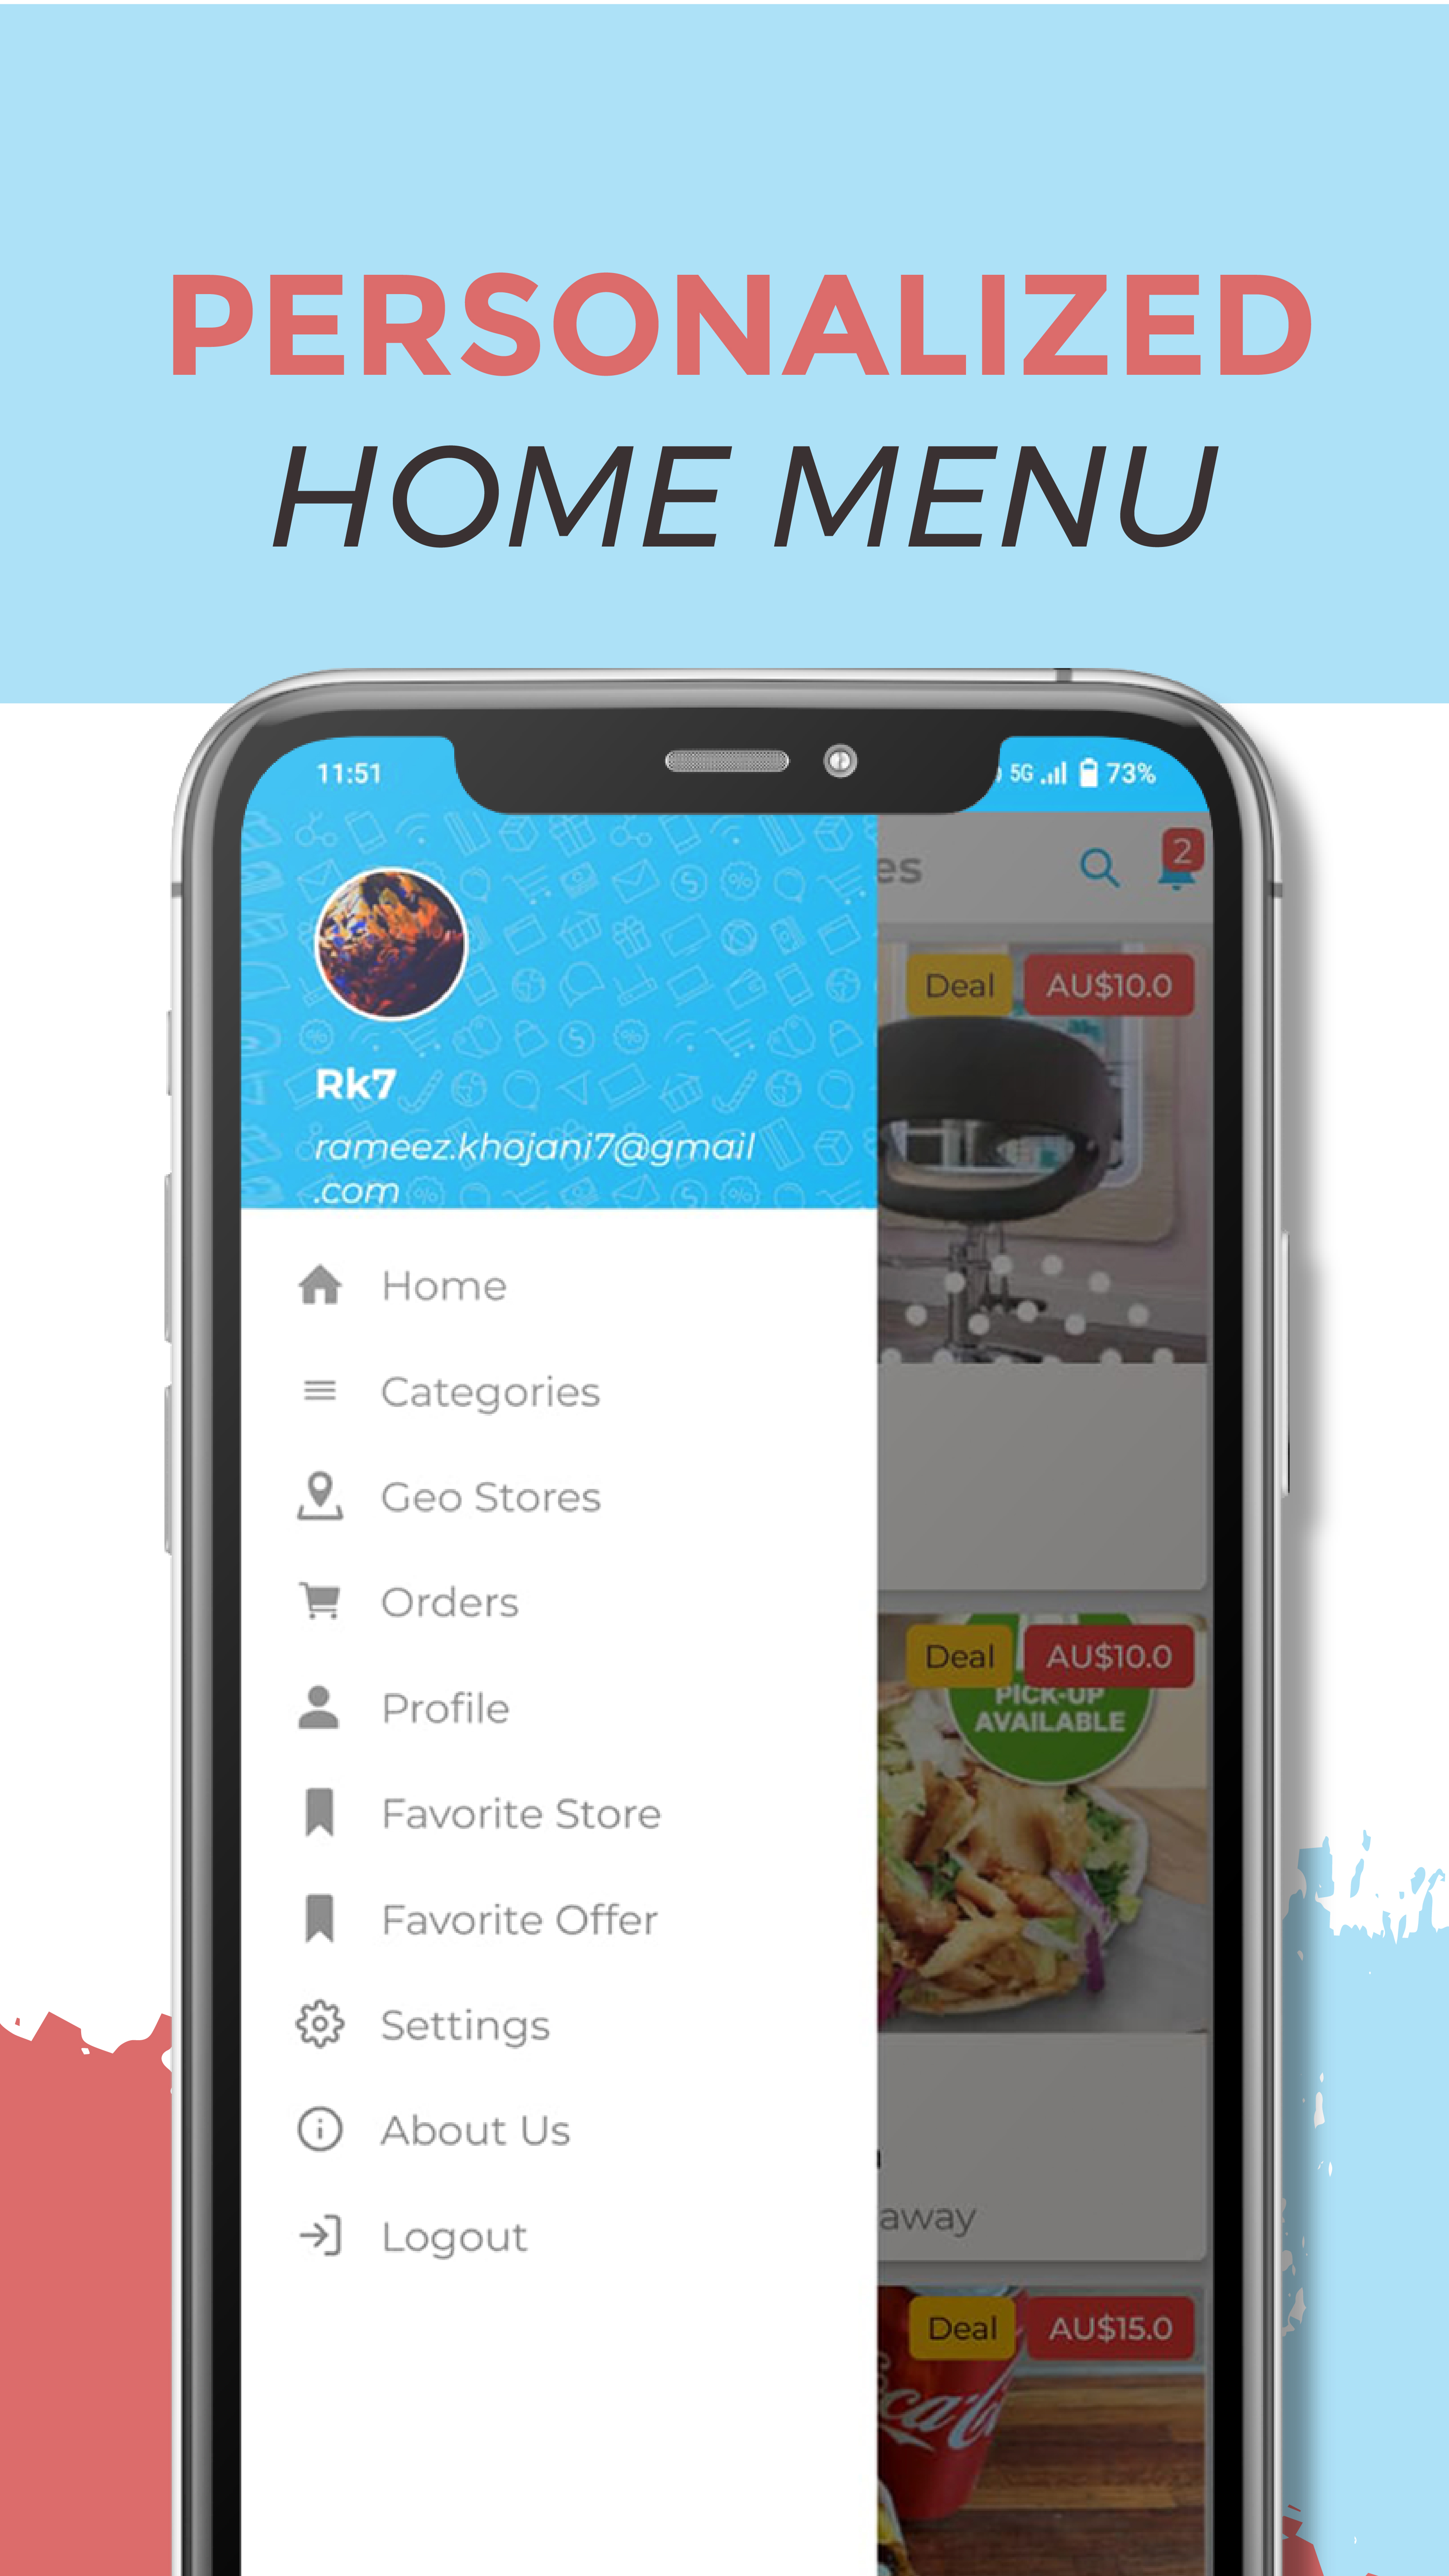 PERSONALIZED
HOME MENU
11:51
5G
73%
es
2
Rk7
rameez.khojani7@gmail
.com
Deal
AU$10.0
Home
Categories
Geo Stores
Orders
Profile
Favorite Store
Favorite Offer
Settings
About Us
Logout
Deal
AU$10.0
PICK-UP
AVAILABLE
away
Deal
AU$15.0